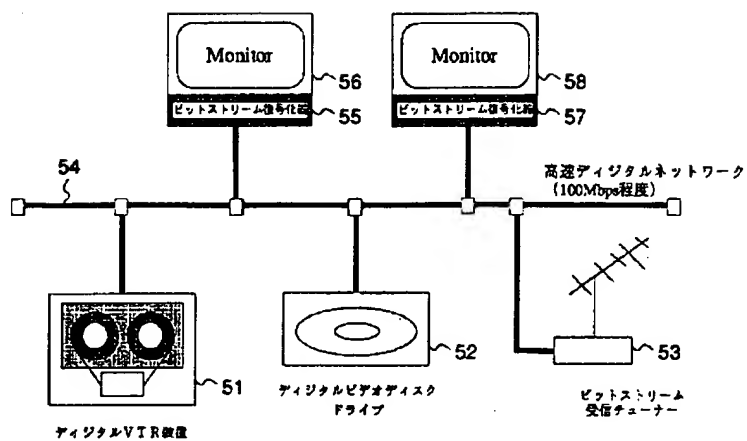 Monitor
56
ビットストリーム復号化器
55
Monitor
58
ビットストリーム復号化器
57
54
高速ディジタルネットワーク
(100Mbps程度)
51
ディジタルVTR装置
52
ディジタルビデオディスク
ドライブ
53
ビットストリーム
受信チューナー